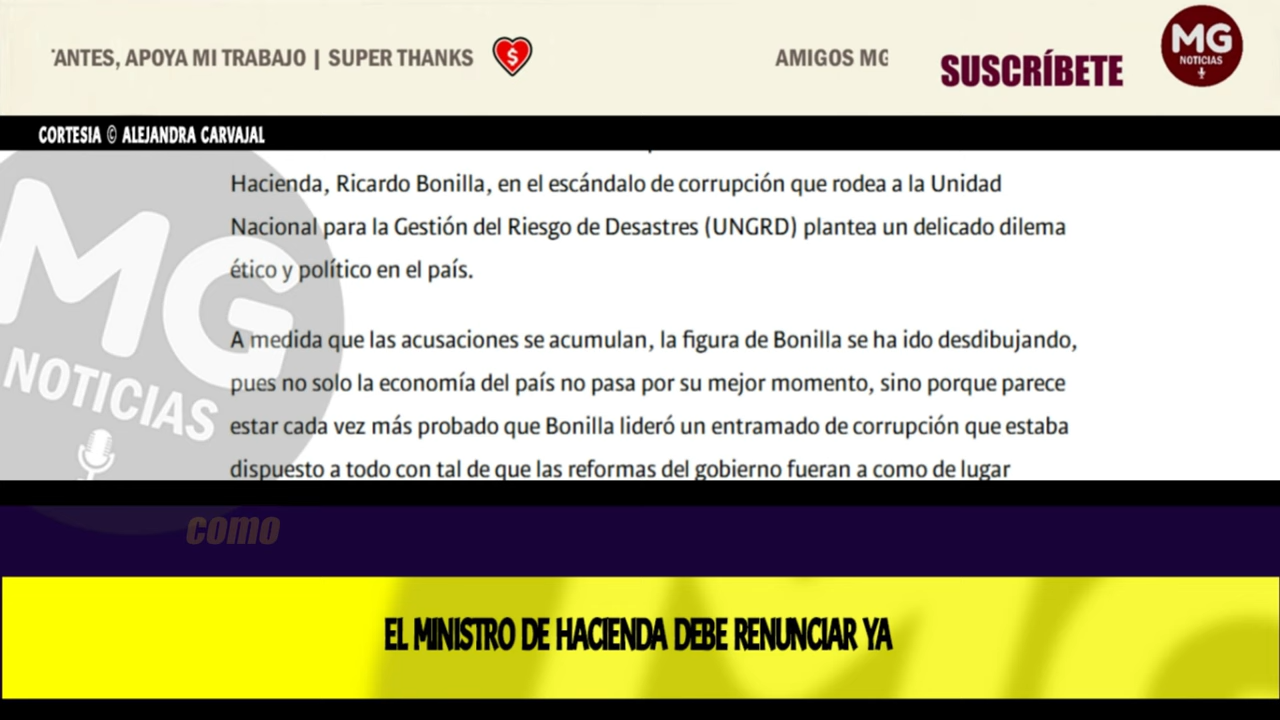 'ANTES, APOYA MI TRABAJO | SUPER THANKS
AMIGOS MG
SUSCRÍBETE
MG
NOTICIAS
CORTESIA © ALEJANDRA CARVAJAL
Hacienda, Ricardo Bonilla, en el escándalo de corrupción que rodea a la Unidad
Nacional para la Gestión del Riesgo de Desastres (UNGRD) plantea un delicado dilema
ético y político en el país.
A medida que las acusaciones se acumulan, la figura de Bonilla se ha ido desdibujando,
pues no solo la economía del país no pasa por su mejor momento, sino porque parece
estar cada vez más probado que Bonilla lideró un entramado de corrupción que estaba
dispuesto a todo con tal de que las reformas del gobierno fueran a como de lugar
MG
NOTICIAS
como
EL MINISTRO DE HACIENDA DEBE RENUNCIAR YA